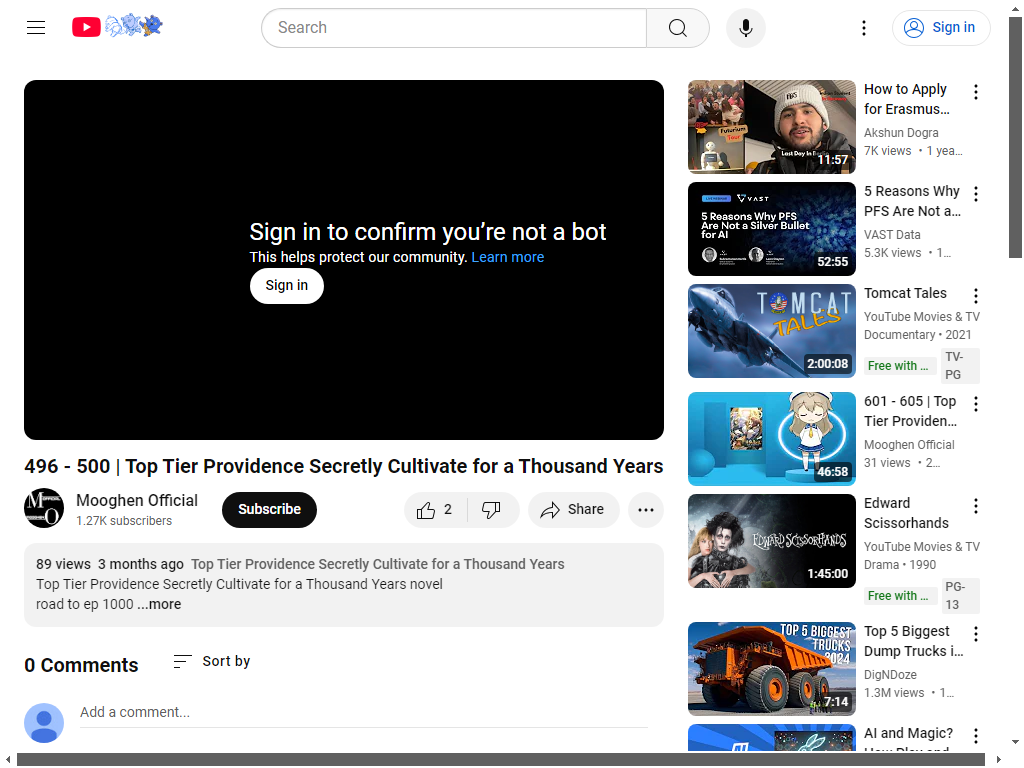 Search
Sign in
Sign in to confirm you're not a bot
This helps protect our community. Learn more
Sign in
496 - 500 | Top Tier Providence Secretly Cultivate for a Thousand Years
Mooghen Official
1.27K subscribers
Subscribe
2
Share
89 views 3 months ago Top Tier Providence Secretly Cultivate for a Thousand Years
Top Tier Providence Secretly Cultivate for a Thousand Years novel
road to ep 1000 ...more
0 Comments
Sort by
Add a comment...
Futurium
Tour
11:57
How to Apply
for Erasmus...
Akshun Dogra
7K views • 1 yea...
VAST
5 Reasons Why PFS
Are Not a Silver Bullet
for AI
52:55
5 Reasons Why
PFS Are Not a...
VAST Data
5.3K views • 1...
TOMCAT
TALES
2:00:08
Tomcat Tales
YouTube Movies & TV
Documentary • 2021
Free with ...
TV-
PG
46:58
601 - 605 | Top
Tier Providen...
Mooghen Official
31 views • 2...
EDWARD SCISSORHANDS
1:45:00
Edward
Scissorhands
YouTube Movies & TV
Drama • 1990
Free with ...
PG-
13
TOP 5 BIGGEST
TRUCKS
2024
7:14
Top 5 Biggest
Dump Trucks i...
DigNDoze
1.3M views • 1...
AI and Magic?